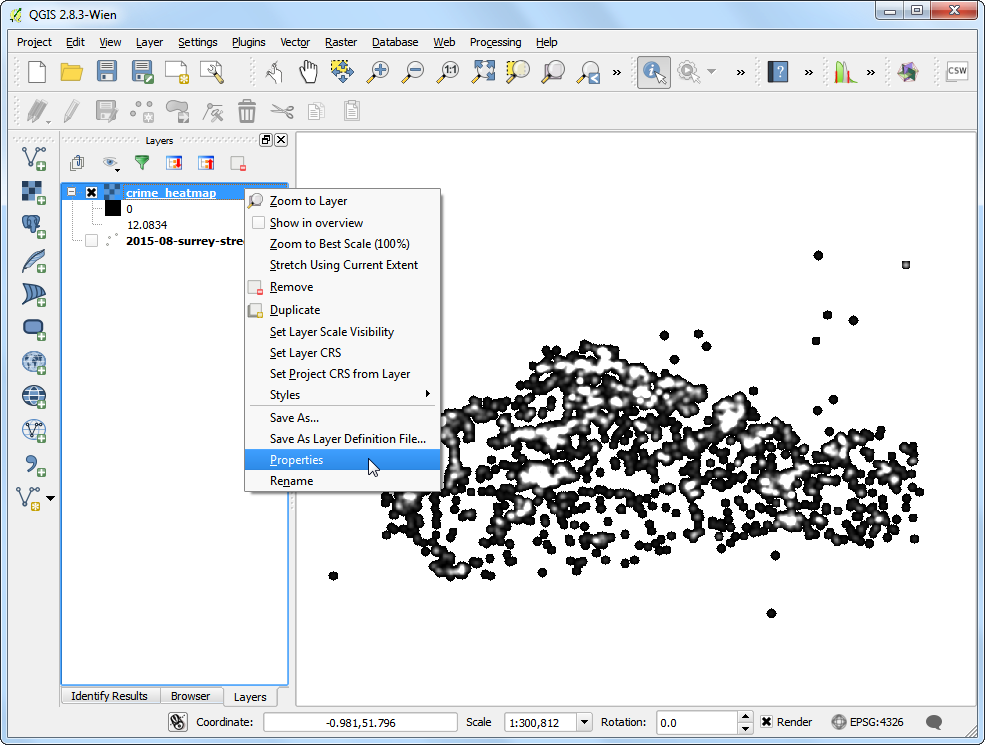 QGIS 2.8.3-Wien
Project Edit View Layer Settings Plugins Vector Raster Database Web Processing Help
1:1
CSW
Layers
crime_heatmap
0
12.0834
2015-08-surrey-stre
Zoom to Layer
Show in overview
Zoom to Best Scale (100%)
Stretch Using Current Extent
Remove
Duplicate
Set Layer Scale Visibility
Set Layer CRS
Set Project CRS from Layer
Styles
Save As...
Save As Layer Definition File...
Properties
Rename
Identify Results Browser Layers
Coordinate: -0.981,51.796 Scale 1:300,812 Rotation: 0.0 Render EPSG:4326